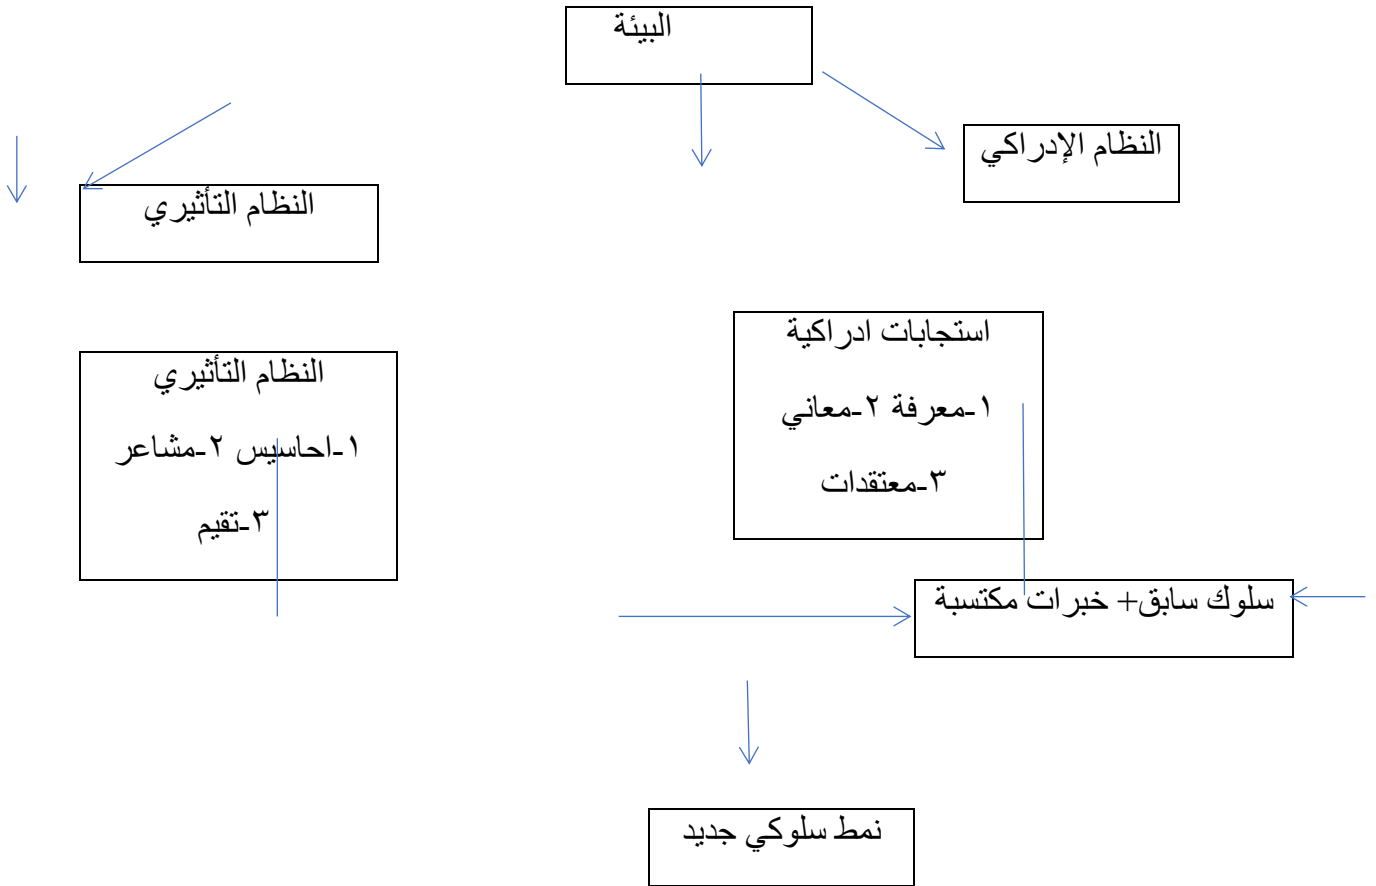 البيئة
النظام الإدراكي
النظام التأثيري
استجابات ادراكية
١-معرفة ٢-معاني
٣-معتقدات
النظام التأثيري
١-احاسيس ٢-مشاعر
٣-تقيم
سلوك سابق+ خبرات مكتسبة
نمط سلوكي جديد